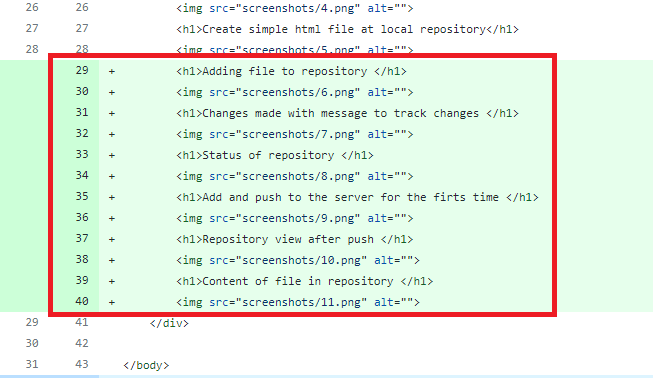 26 26 <img src="screenshots/4.png" alt="">
27 27 <h1>Create simple html file at local repository</h1>
28 28 <img src="screenshots/5.png" alt="">
29 + <h1>Adding file to repository </h1>
30 + <img src="screenshots/6.png" alt="">
31 + <h1>Changes made with message to track changes </h1>
32 + <img src="screenshots/7.png" alt="">
33 + <h1>Status of repository </h1>
34 + <img src="screenshots/8.png" alt="">
35 + <h1>Add and push to the server for the firts time </h1>
36 + <img src="screenshots/9.png" alt="">
37 + <h1>Repository view after push </h1>
38 + <img src="screenshots/10.png" alt="">
39 + <h1>Content of file in repository </h1>
40 + <img src="screenshots/11.png" alt="">
29 41 </div>
30 42
31 43 </body>